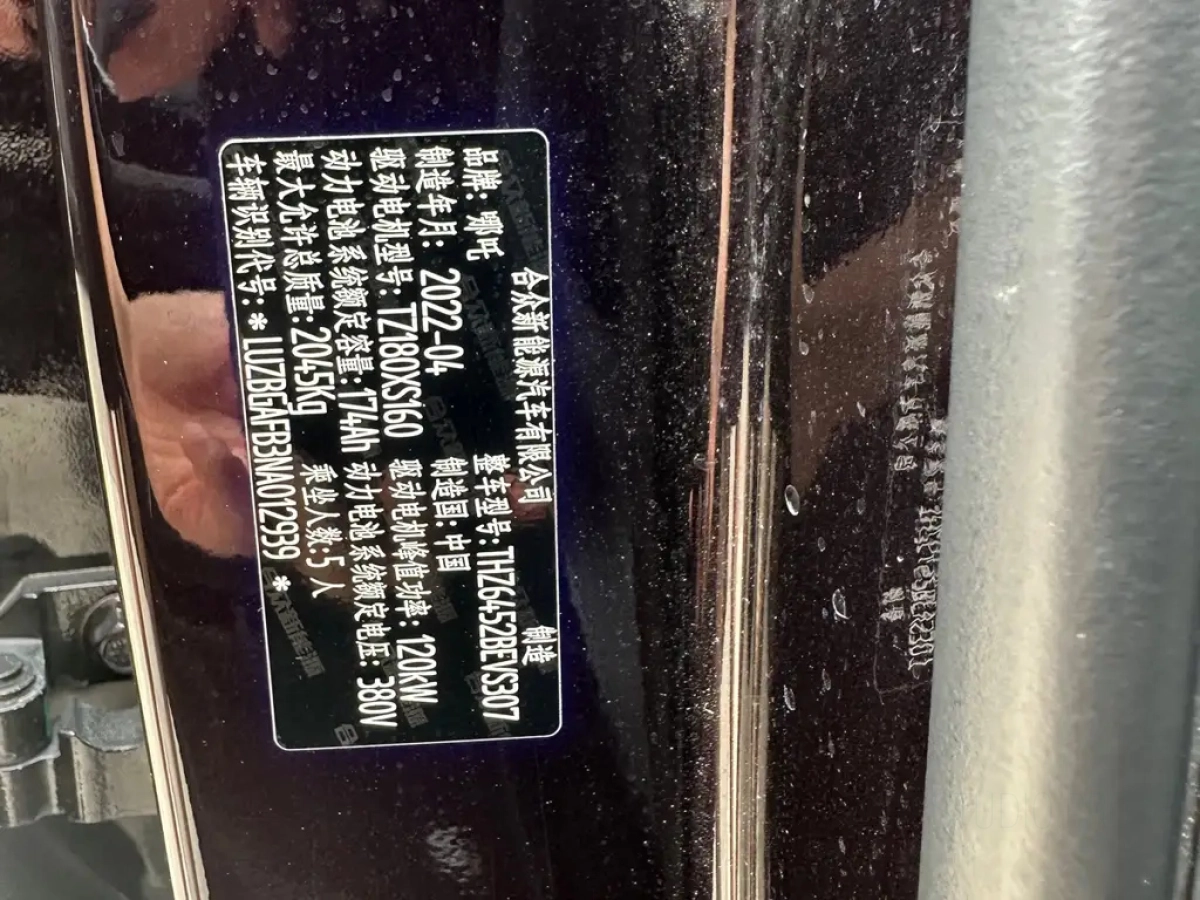 合众新能源汽车有限公司 制造
品牌: 哪吒 整车型号: THZ6452BEVS307
制造年月: 2022-04 制造国: 中国
驱动电机型号: TZ180XS160 驱动电机峰值功率: 120kW
动力电池系统额定容量: 174Ah 动力电池系统额定电压: 380V
最大允许总质量: 2045Kg 乘坐人数: 5 人
车辆识别代号: * LUZBGAFB3NA012939 *